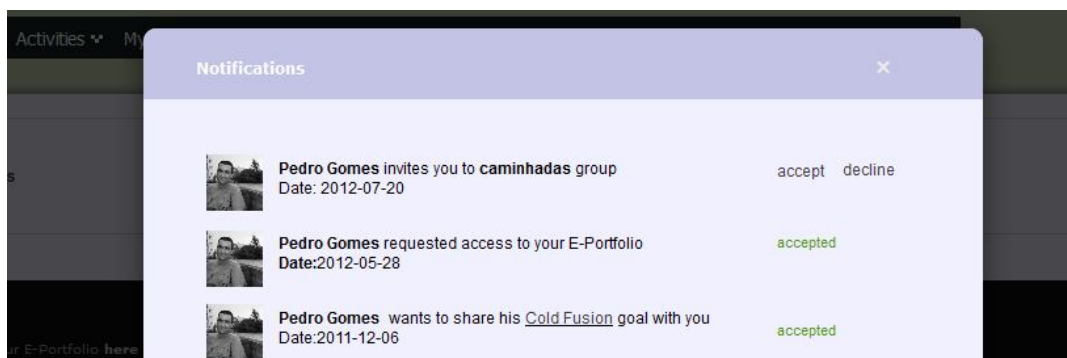 Activities My
Notifications ×
Pedro Gomes invites you to caminhadas group
Date: 2012-07-20
accept decline
Pedro Gomes requested access to your E-Portfolio
Date:2012-05-28
accepted
Pedro Gomes wants to share his Cold Fusion goal with you
Date:2011-12-06
accepted
ur E-Portfolio here